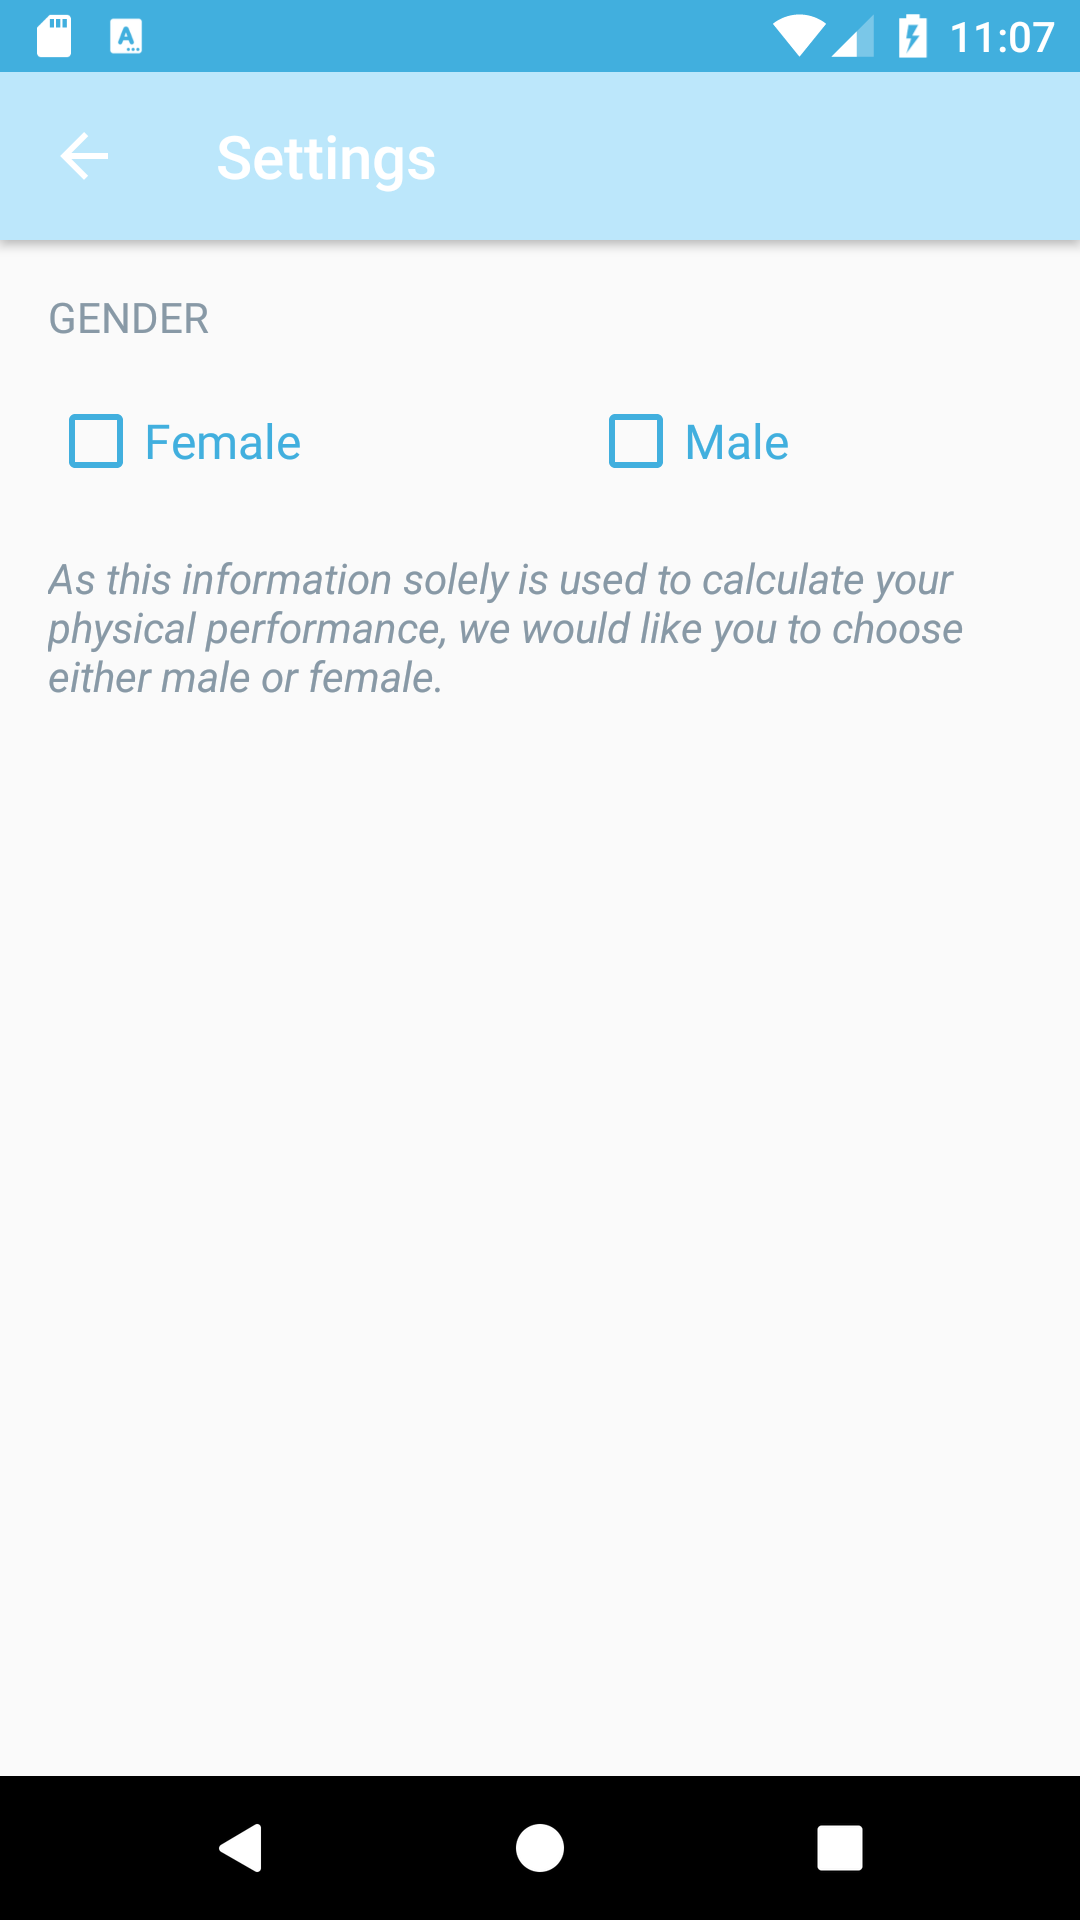 11:07
Settings
GENDER
Female
Male
As this information solely is used to calculate your
physical performance, we would like you to choose
either male or female.